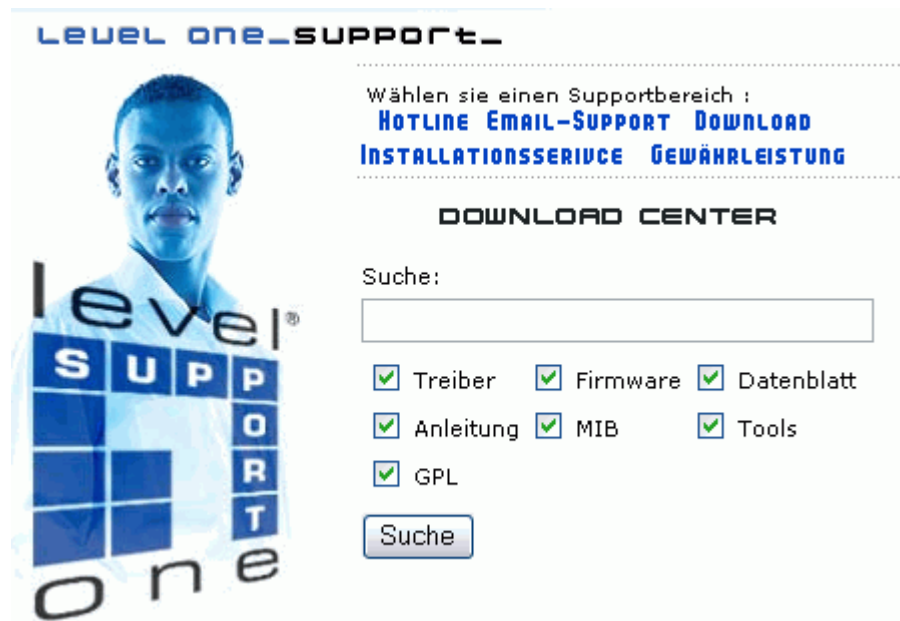 Level one_support_
Wählen sie einen Supportbereich :
Hotline Email-Support Download
Installationsserivce Gewährleistung
DOWNLOAD CENTER
Suche:
Treiber Firmware Datenblatt
Anleitung MIB Tools
GPL
Suche
level®
SUPPORT
one